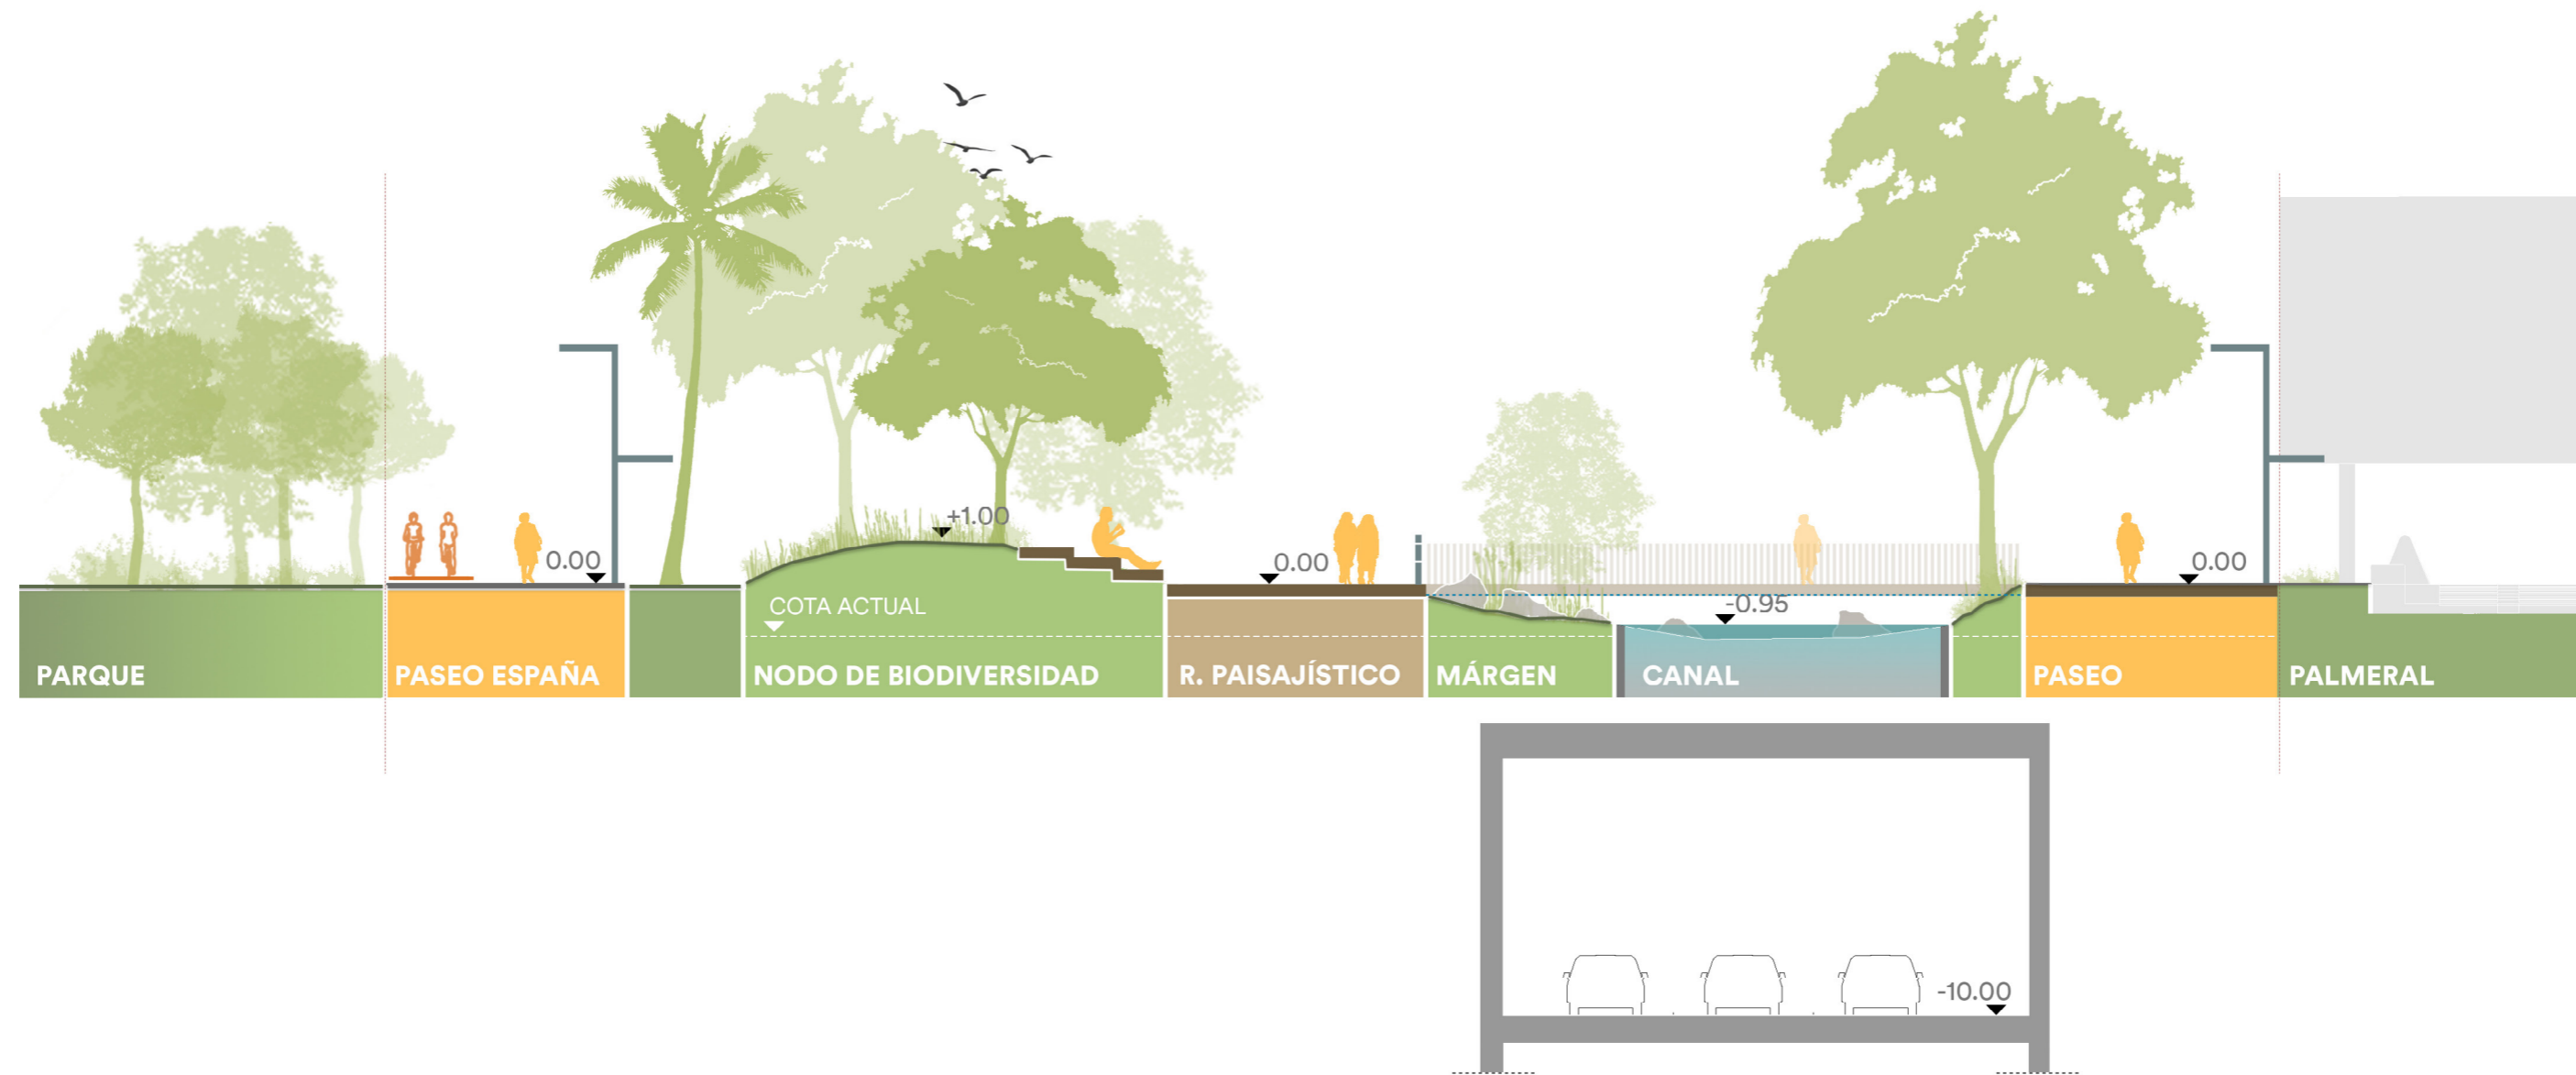 +1.00
0.00
0.00
0.00
COTA ACTUAL
-0.95
PARQUE
PASEO ESPAÑA
NODO DE BIODIVERSIDAD
R. PAISAJÍSTICO
MÁRGEN
CANAL
PASEO
PALMERAL
-10.00